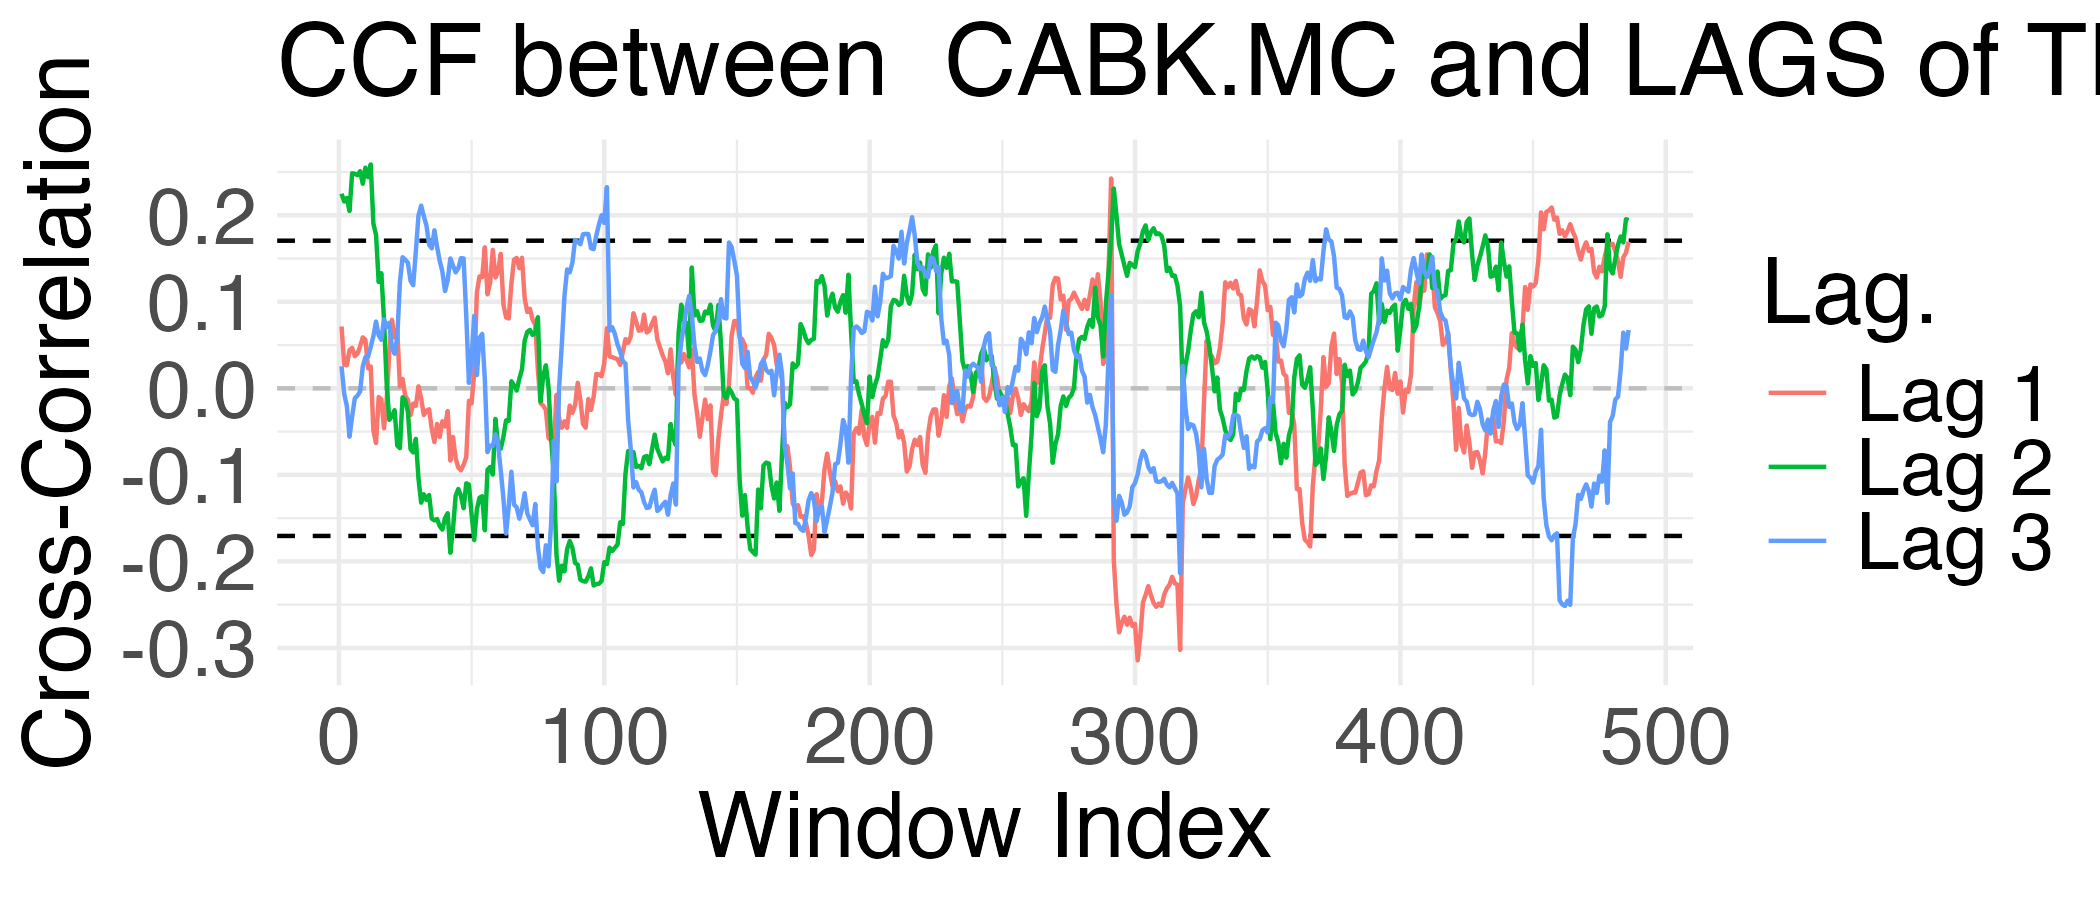 CCF between  CABK.MC and LAGS of
Cross-Correlation
0.2
0.1
0.0
-0.1
-0.2
-0.3
0 100 200 300 400 500
Window Index
Lag.
Lag 1
Lag 2
Lag 3